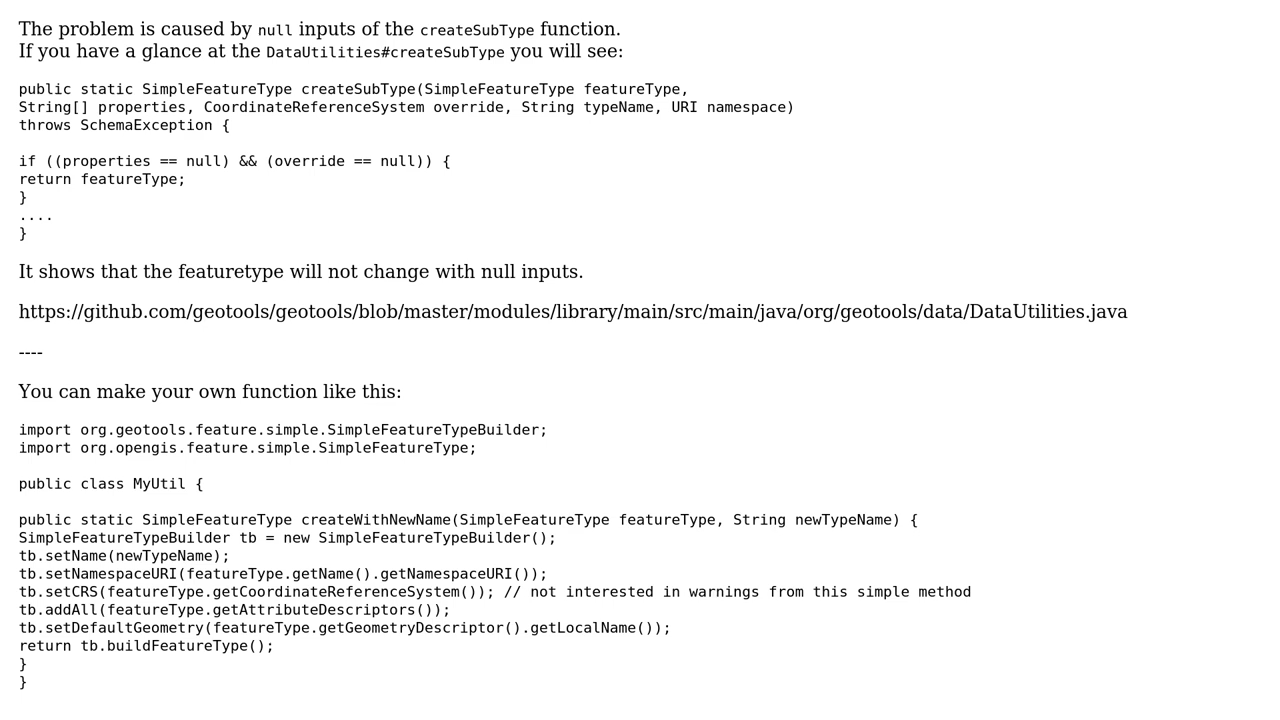 The problem is caused by null inputs of the createSubType function.
If you have a glance at the DataUtilities#createSubType you will see:
public static SimpleFeatureType createSubType(SimpleFeatureType featureType,
String[] properties, CoordinateReferenceSystem override, String typeName, URI namespace)
throws SchemaException {
if ((properties == null) && (override == null)) {
return featureType;
}
....
}
It shows that the featuretype will not change with null inputs.
https://github.com/geotools/geotools/blob/master/modules/library/main/src/main/java/org/geotools/data/DataUtilities.java
----
You can make your own function like this:
import org.geotools.feature.simple.SimpleFeatureTypeBuilder;
import org.opengis.feature.simple.SimpleFeatureType;
public class MyUtil {
public static SimpleFeatureType createWithNewName(SimpleFeatureType featureType, String newTypeName) {
SimpleFeatureTypeBuilder tb = new SimpleFeatureTypeBuilder();
tb.setName(newTypeName);
tb.setNamespaceURI(featureType.getName().getNamespaceURI());
tb.setCRS(featureType.getCoordinateReferenceSystem()); // not interested in warnings from this simple method
tb.addAll(featureType.getAttributeDescriptors());
tb.setDefaultGeometry(featureType.getGeometryDescriptor().getLocalName());
return tb.buildFeatureType();
}
}